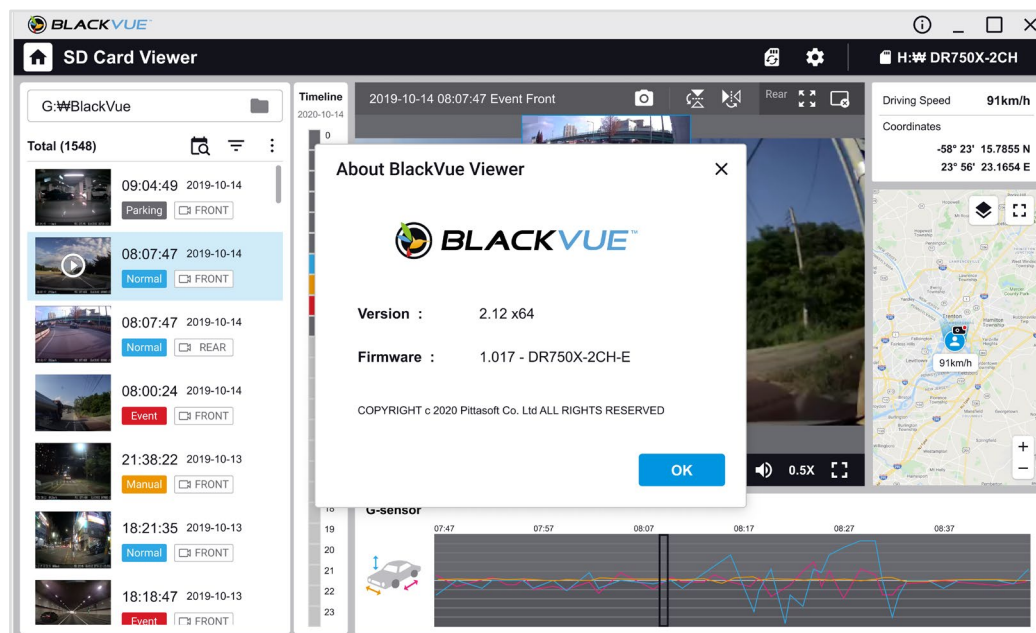 BLACKVUE
SD Card Viewer
H:₩ DR750X-2CH
G:₩BlackVue
Total (1548)
09:04:49 2019-10-14
Parking FRONT
08:07:47 2019-10-14
Normal FRONT
08:07:47 2019-10-14
Normal REAR
08:00:24 2019-10-14
Event FRONT
21:38:22 2019-10-13
Manual FRONT
18:21:35 2019-10-13
Normal FRONT
18:18:47 2019-10-13
Event FRONT
Timeline
2020-10-14
0
18
19
20
21
22
23
2019-10-14 08:07:47 Event Front
Rear
About BlackVue Viewer
BLACKVUE™
Version : 2.12 x64
Firmware : 1.017 - DR750X-2CH-E
COPYRIGHT c 2020 Pittasoft Co. Ltd ALL RIGHTS RESERVED
OK
0.5X
Driving Speed 91km/h
Coordinates
-58° 23' 15.7855 N
23° 56' 23.1654 E
Trenton
Hamilton
Township
91km/h
+
−
G-sensor
07:47 07:57 08:07 08:17 08:27 08:37